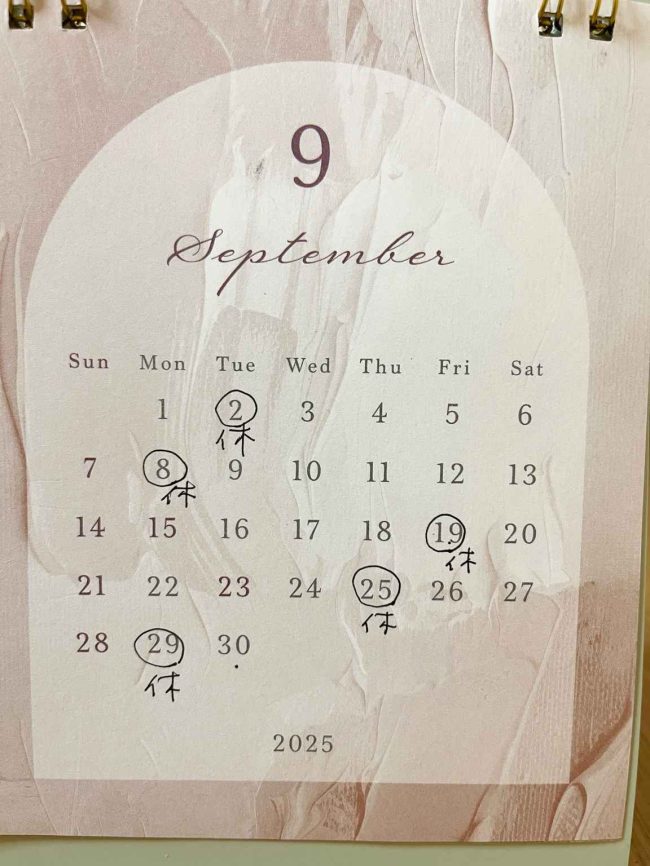 9
September
Sun Mon Tue Wed Thu Fri Sat
1 2 3 4 5 6
休
7 8 9 10 11 12 13
休
14 15 16 17 18 19 20
休
21 22 23 24 25 26 27
休
28 29 30
休
2025